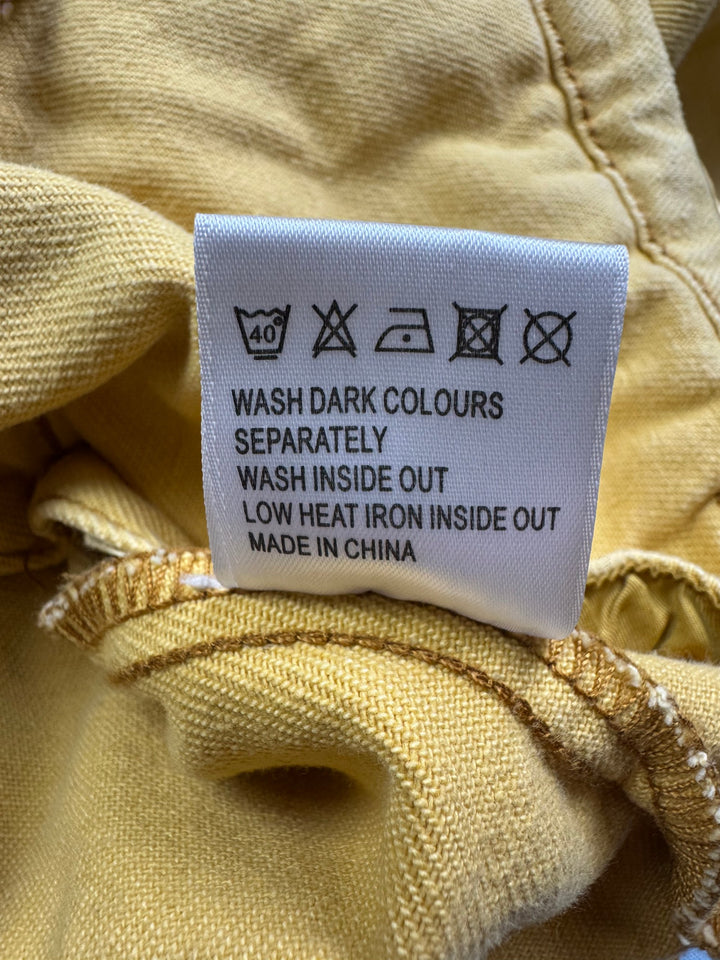 40°
WASH DARK COLOURS
SEPARATELY
WASH INSIDE OUT
LOW HEAT IRON INSIDE OUT
MADE IN CHINA